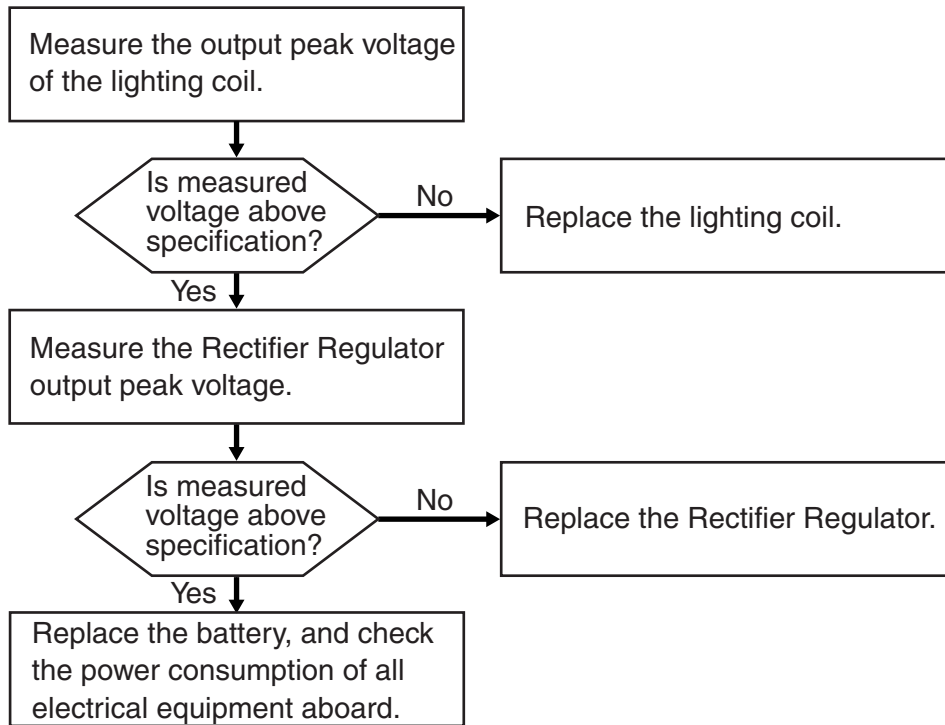 Measure the output peak voltage
of the lighting coil.
Is measured
voltage above
specification?
No
Replace the lighting coil.
Yes
Measure the Rectifier Regulator
output peak voltage.
Is measured
voltage above
specification?
No
Replace the Rectifier Regulator.
Yes
Replace the battery, and check
the power consumption of all
electrical equipment aboard.